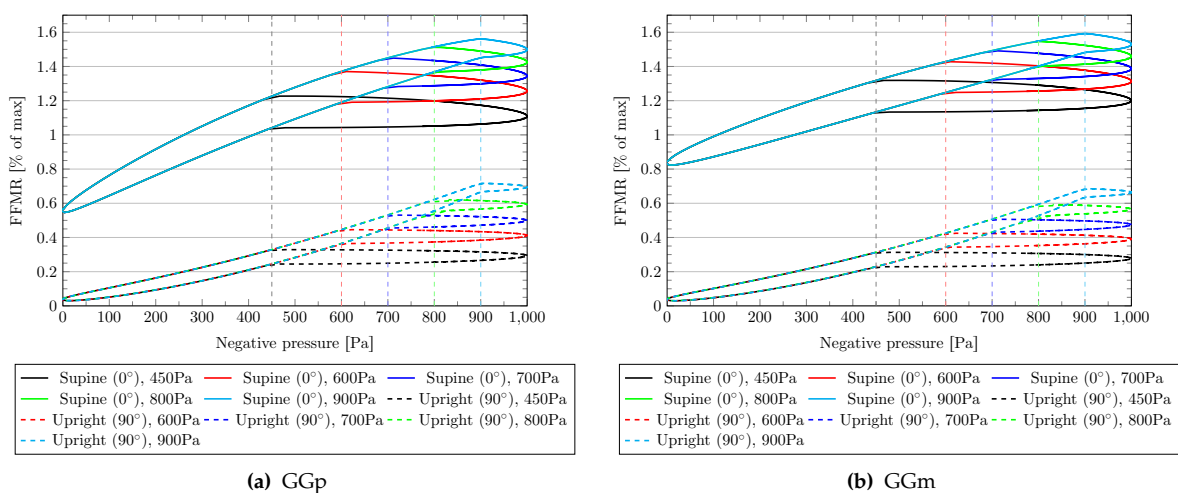 1.6
1.4
1.2
1
0.8
0.6
0.4
0.2
0
FFMR [% of max]
0 100 200 300 400 500 600 700 800 900 1,000
Negative pressure [Pa]
Supine (0°), 450Pa Supine (0°), 600Pa Supine (0°), 700Pa
Supine (0°), 800Pa Supine (0°), 900Pa Upright (90°), 450Pa
Upright (90°), 600Pa Upright (90°), 700Pa Upright (90°), 800Pa
Upright (90°), 900Pa
(a) GGp
1.6
1.4
1.2
1
0.8
0.6
0.4
0.2
0
FFMR [% of max]
0 100 200 300 400 500 600 700 800 900 1,000
Negative pressure [Pa]
Supine (0°), 450Pa Supine (0°), 600Pa Supine (0°), 700Pa
Supine (0°), 800Pa Supine (0°), 900Pa Upright (90°), 450Pa
Upright (90°), 600Pa Upright (90°), 700Pa Upright (90°), 800Pa
Upright (90°), 900Pa
(b) GGm